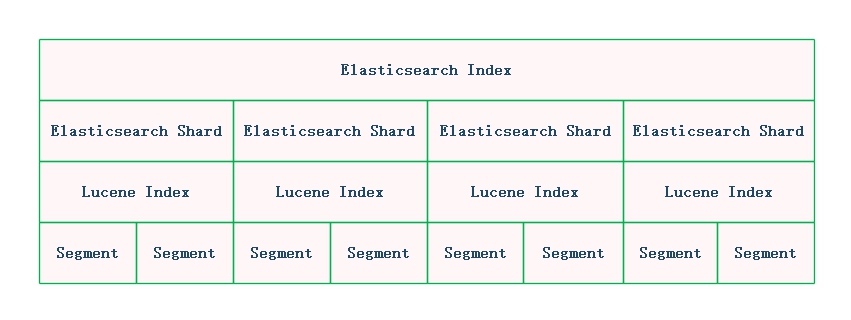 Elasticsearch Index
Elasticsearch Shard Elasticsearch Shard Elasticsearch Shard Elasticsearch Shard
Lucene Index Lucene Index Lucene Index Lucene Index
Segment Segment Segment Segment Segment Segment Segment Segment